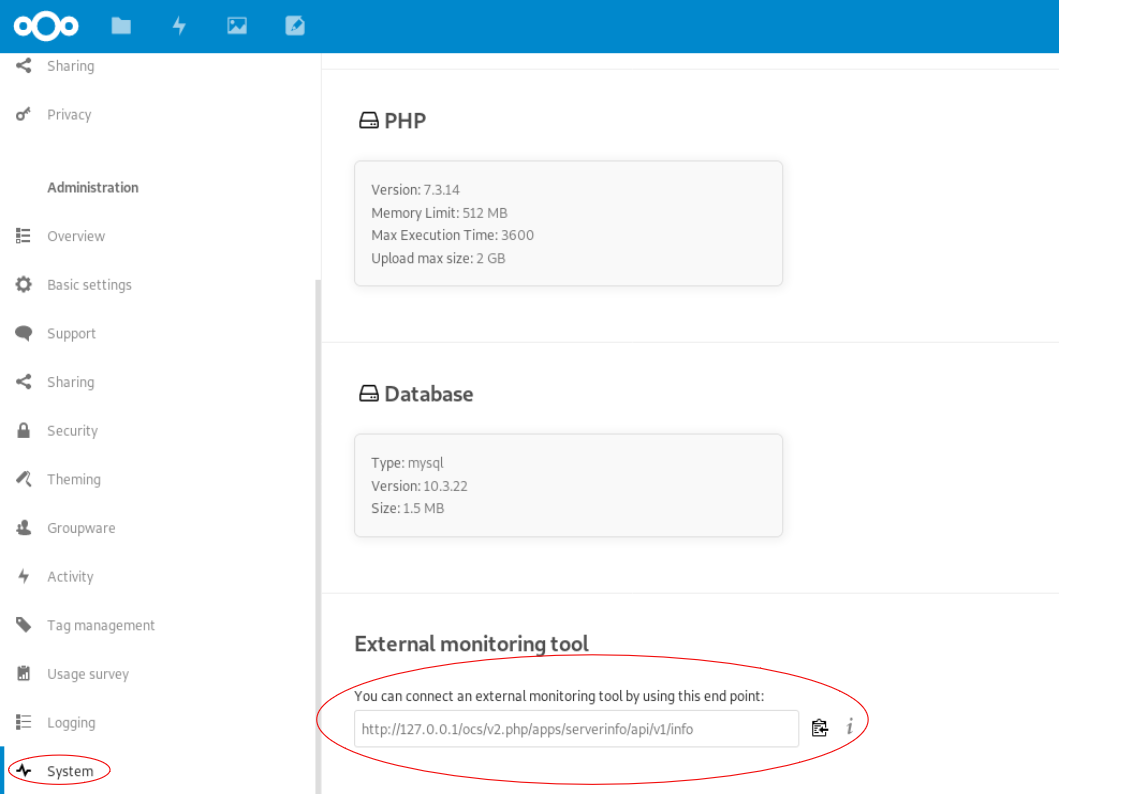 Sharing
Privacy
Administration
Overview
Basic settings
Support
Sharing
Security
Theming
Groupware
Activity
Tag management
Usage survey
Logging
System
PHP
Version: 7.3.14
Memory Limit: 512 MB
Max Execution Time: 3600
Upload max size: 2 GB
Database
Type: mysql
Version: 10.3.22
Size: 1.5 MB
External monitoring tool
You can connect an external monitoring tool by using this end point:
http://127.0.0.1/ocs/v2.php/apps/serverinfo/api/v1/info